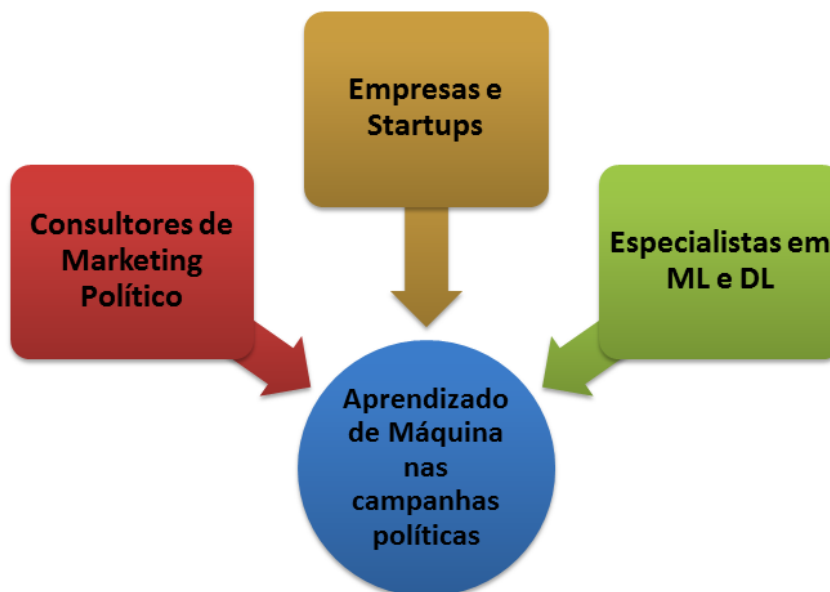 Empresas e
Startups
Consultores de
Marketing
Político
Especialistas em
ML e DL
Aprendizado
de Máquina
nas
campanhas
políticas